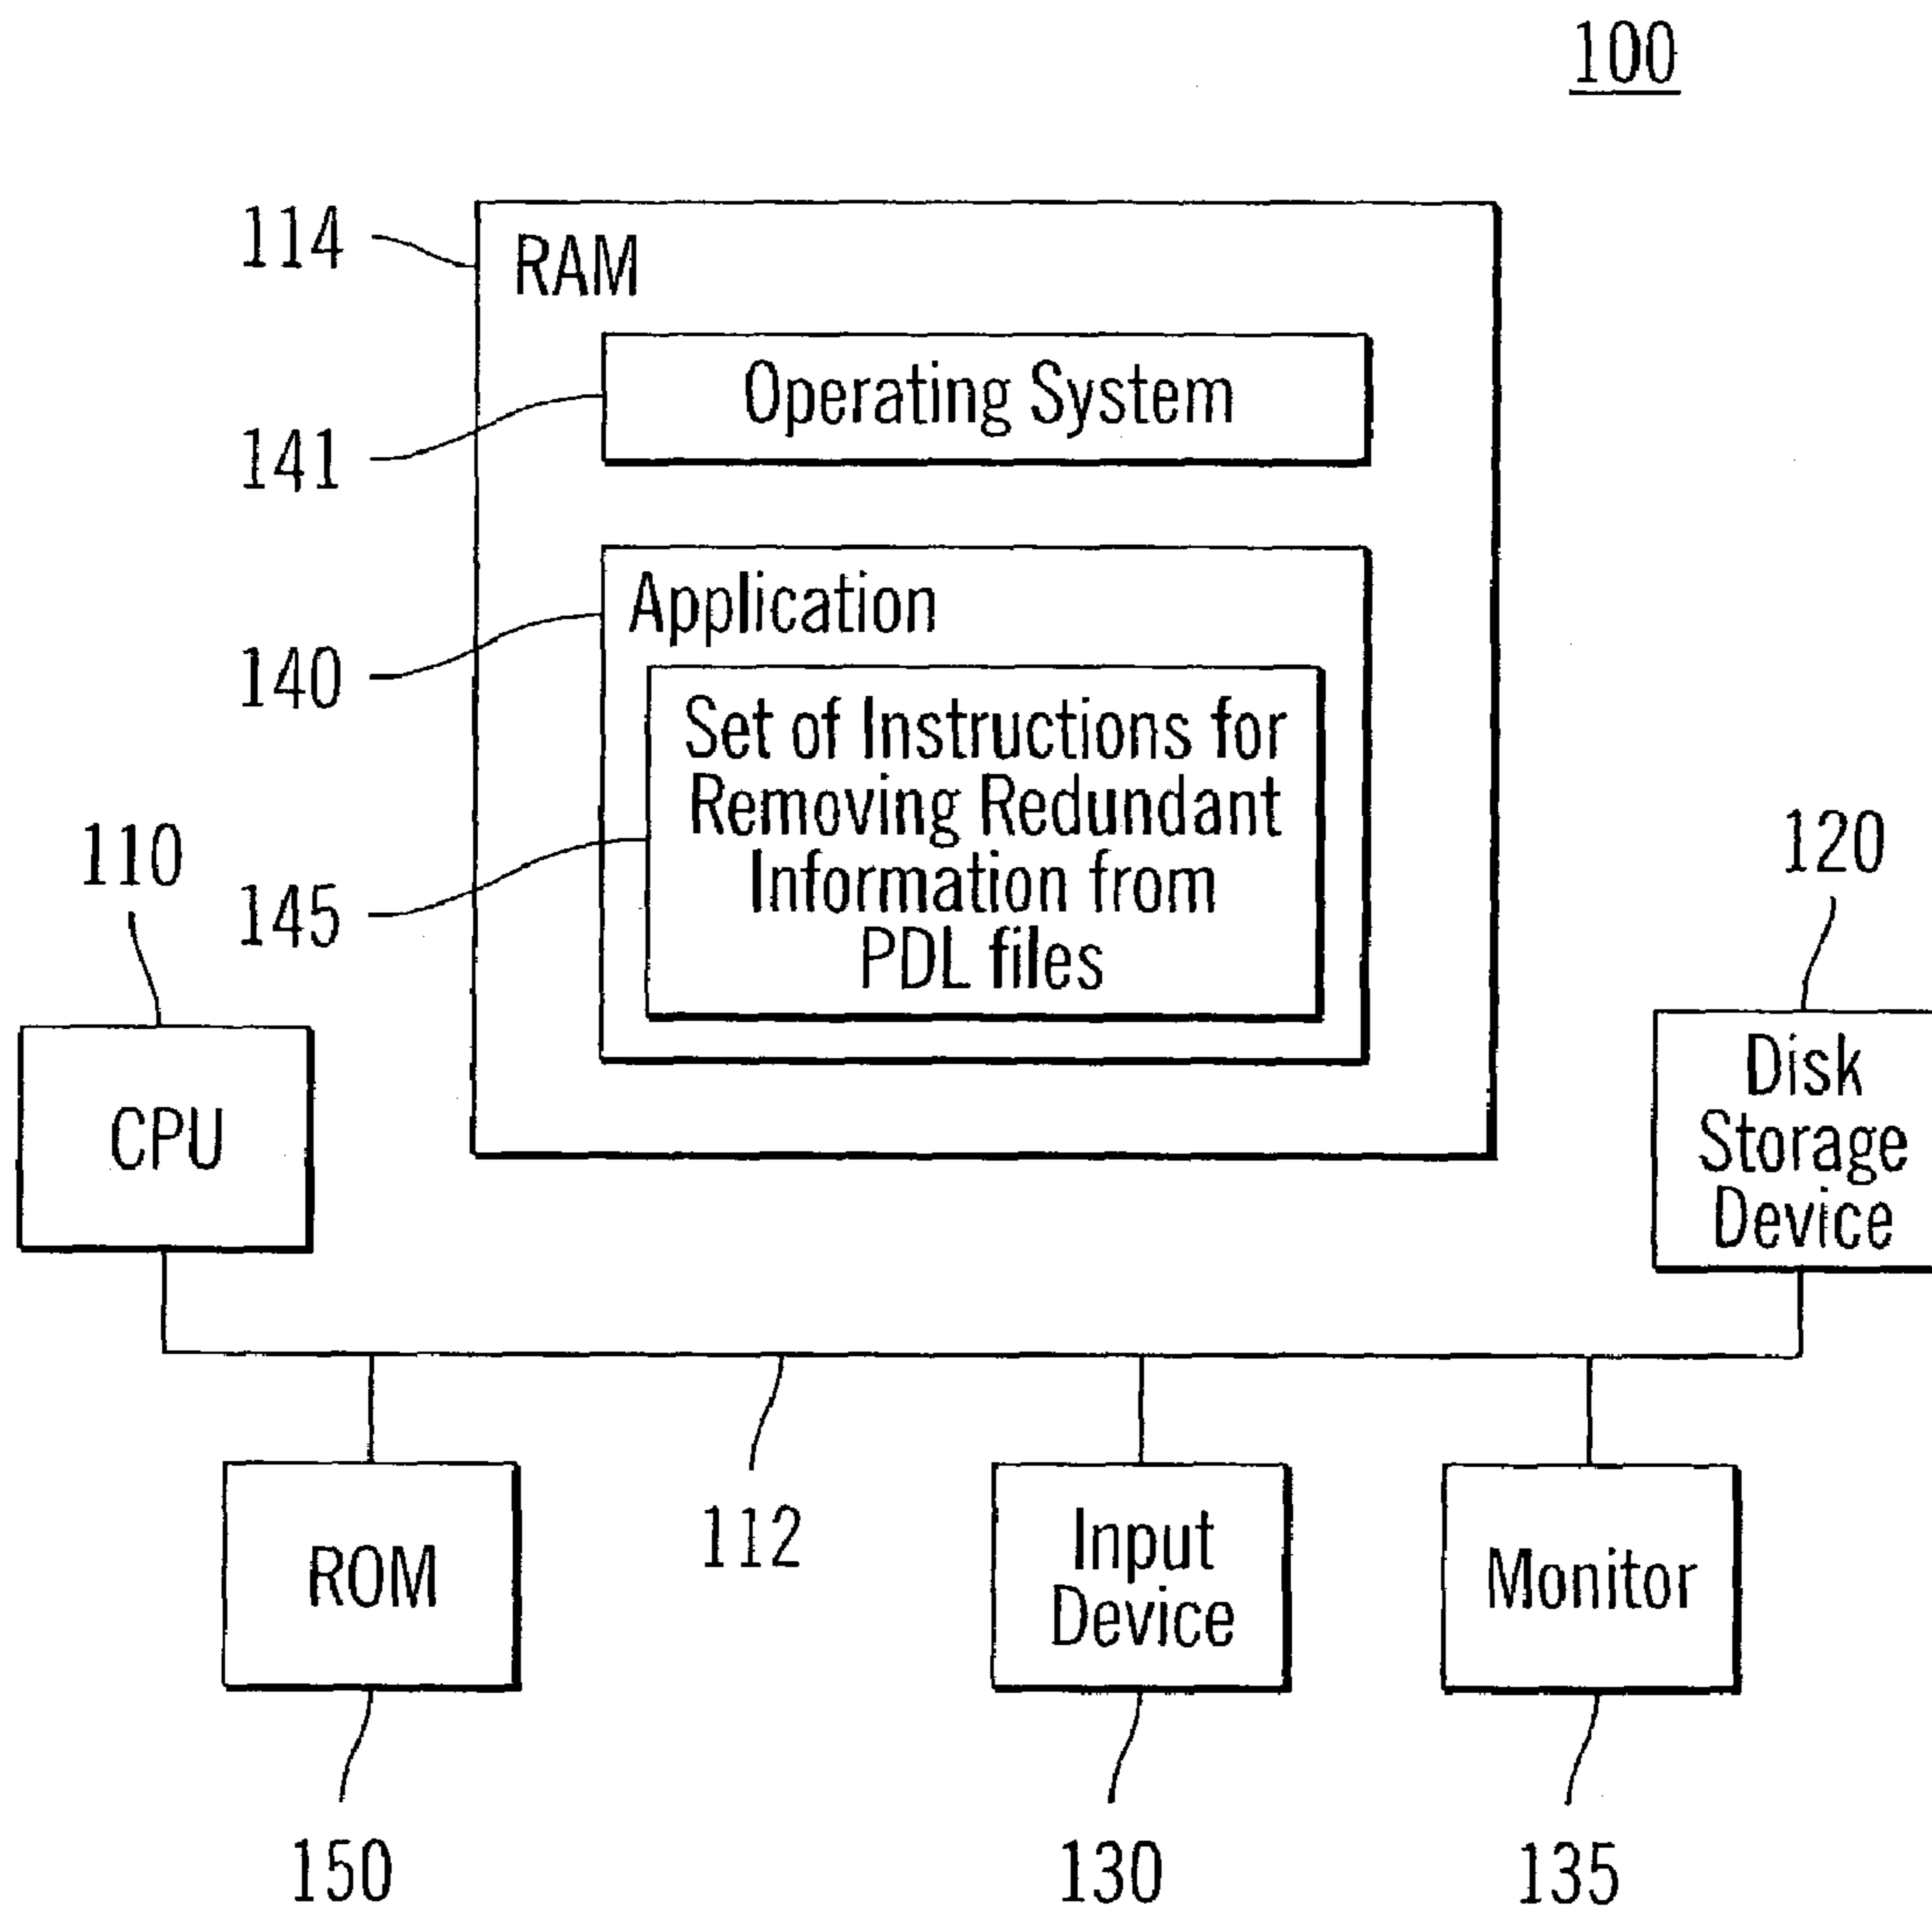 100
114
RAM
Operating System
141
Application
140
Set of Instructions for
Removing Redundant
Information from
PDL files
145
110
CPU
120
Disk
Storage
Device
112
ROM
150
Input
Device
130
Monitor
135